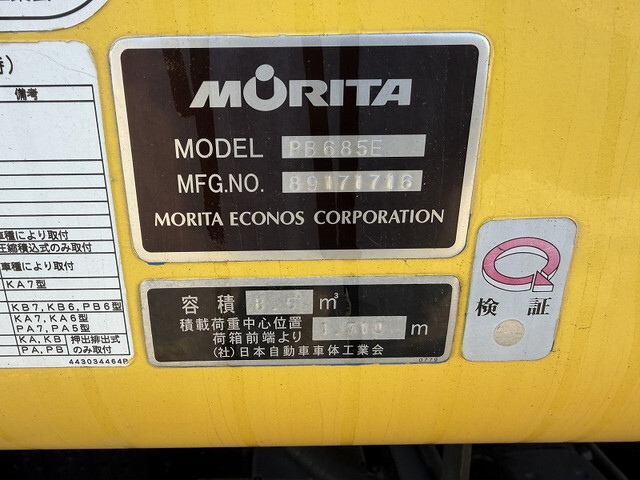 備考
MORITA
MODEL PB685E
MFG.NO. 89171716
MORITA ECONOS CORPORATION
車種により取付
圧縮積込式のみ取付
車種により取付
KA7型
KB7, KB6, PB6型
KA7, KA6型
PA7, PA5型
KA, KB 押出排出式
PA, PB のみ取付
443034464P
容積 8.5 m³
積載荷重中心位置
荷箱前端より m
(社)日本自動車車体工業会
検証